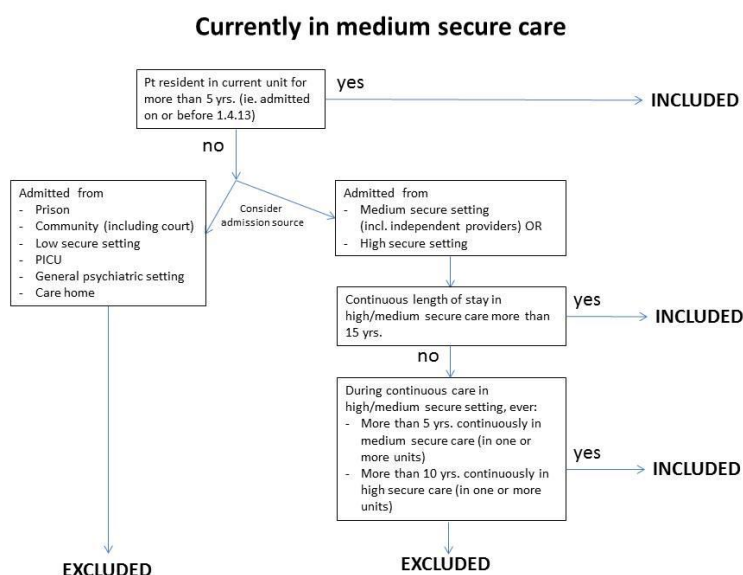 Currently in medium secure care
Pt resident in current unit for
more than 5 yrs. (ie. admitted
on or before 1.4.13)
yes
INCLUDED
no
Consider
admission source
Admitted from
- Prison
- Community (including court)
- Low secure setting
- PICU
- General psychiatric setting
- Care home
Admitted from
- Medium secure setting
(incl. independent providers) OR
- High secure setting
Continuous length of stay in
high/medium secure care more than
15 yrs.
yes
INCLUDED
no
During continuous care in
high/medium secure setting, ever:
- More than 5 yrs. continuously in
medium secure care (in one or
more units)
- More than 10 yrs. continuously in
high secure care (in one or more
units)
yes
INCLUDED
EXCLUDED
EXCLUDED